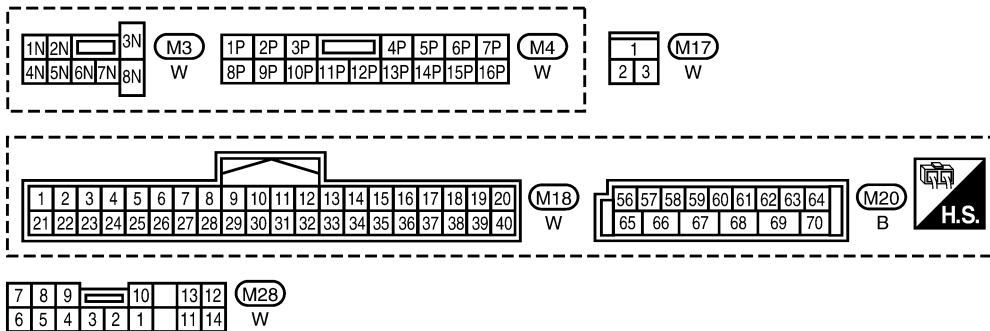 1N 2N 3N M3
4N 5N 6N 7N 8N W
1P 2P 3P 4P 5P 6P 7P M4
8P 9P 10P 11P 12P 13P 14P 15P 16P W
1 M17
2 3 W
1 2 3 4 5 6 7 8 9 10 11 12 13 14 15 16 17 18 19 20 M18
21 22 23 24 25 26 27 28 29 30 31 32 33 34 35 36 37 38 39 40 W
56 57 58 59 60 61 62 63 64 M20
65 66 67 68 69 70 B
H.S.
7 8 9 10 13 12 M28
6 5 4 3 2 1 11 14 W